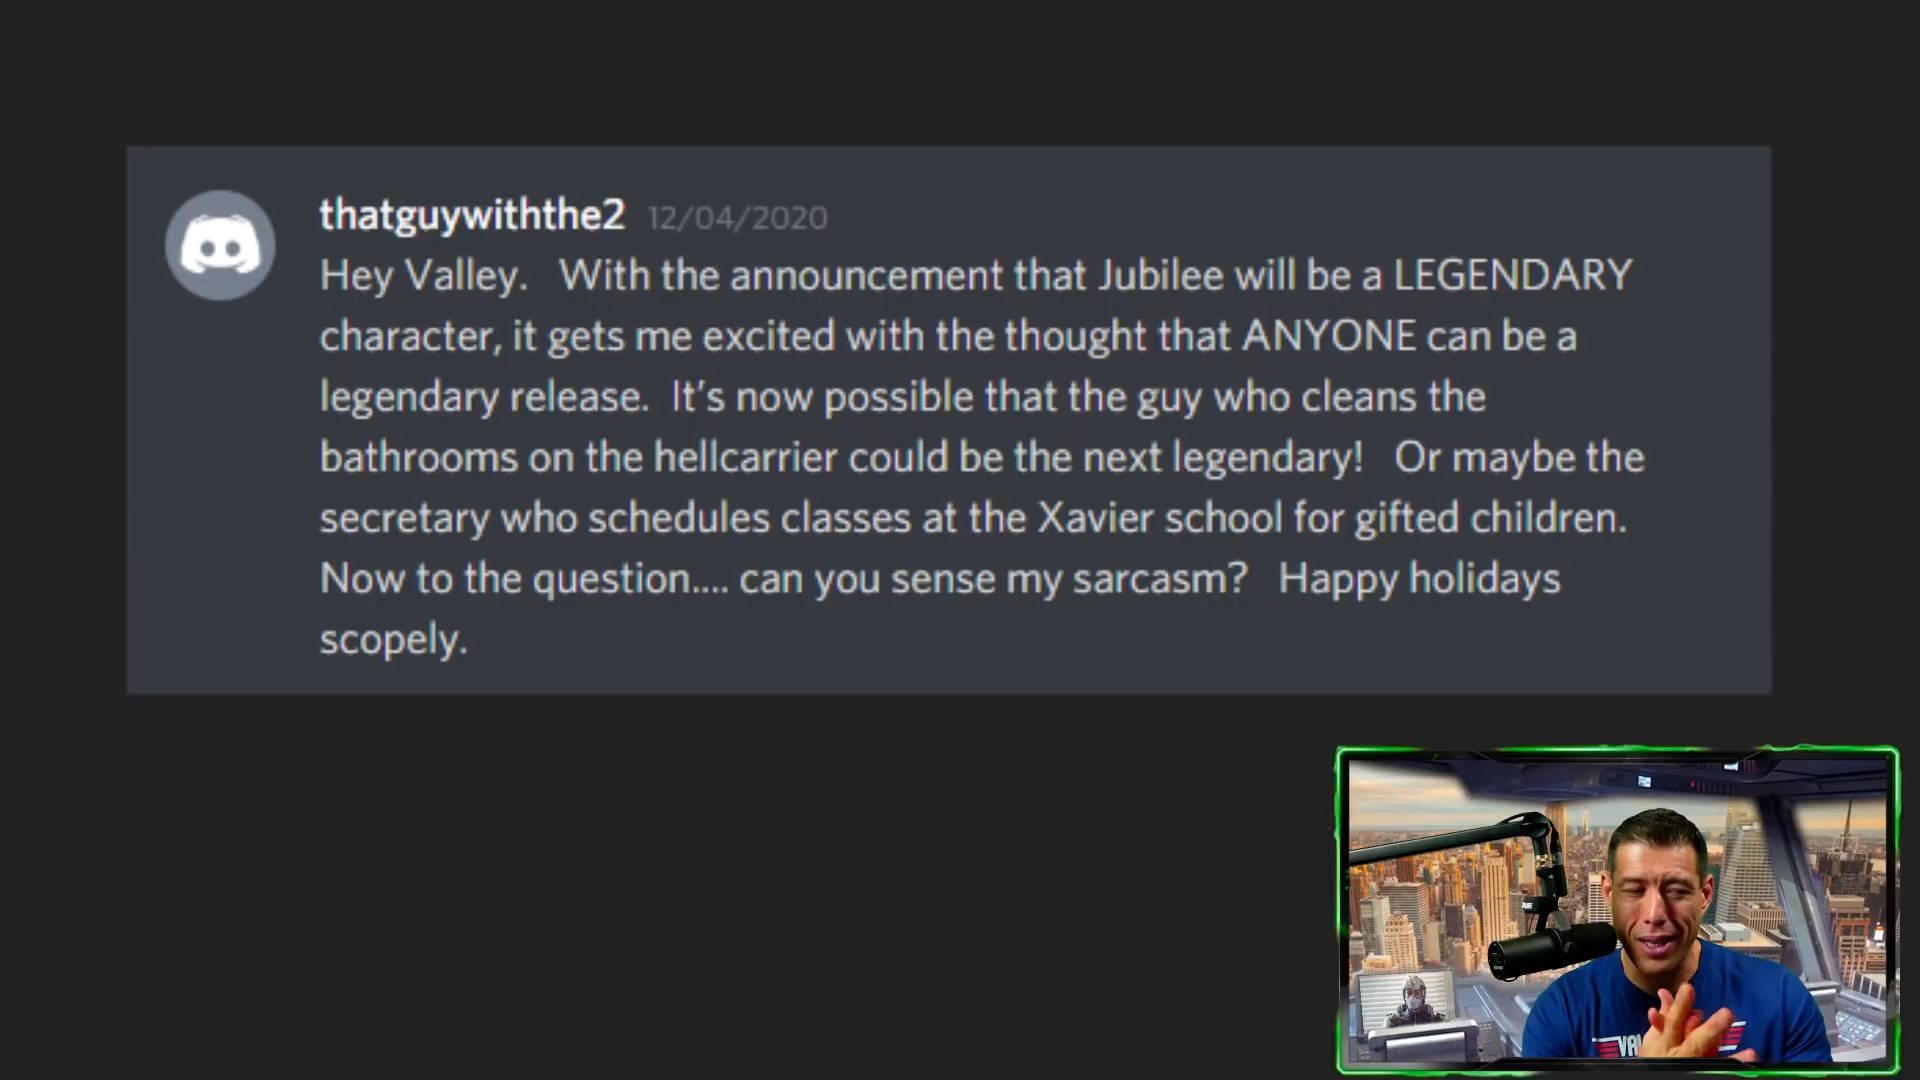 thatguywiththe2 12/04/2020
Hey Valley.   With the announcement that Jubilee will be a LEGENDARY
character, it gets me excited with the thought that ANYONE can be a
legendary release.  It’s now possible that the guy who cleans the
bathrooms on the hellcarrier could be the next legendary!   Or maybe the
secretary who schedules classes at the Xavier school for gifted children.
Now to the question.... can you sense my sarcasm?   Happy holidays
scopely.